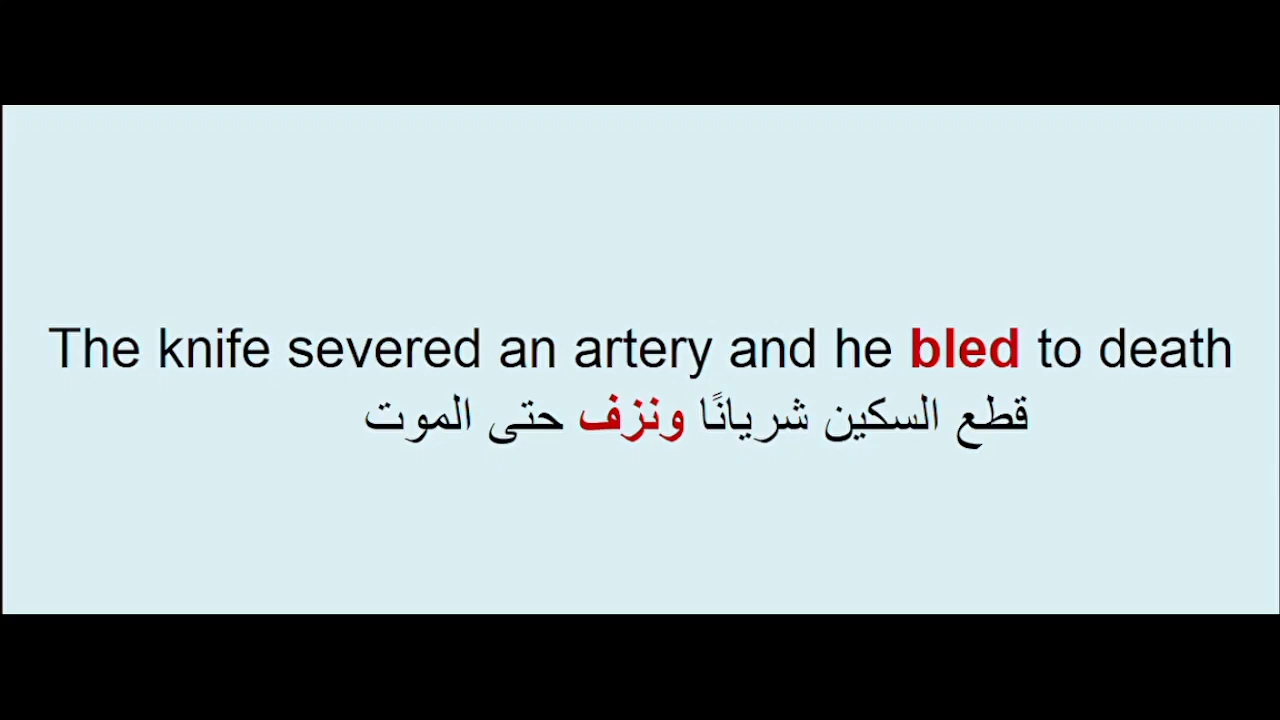 The knife severed an artery and he bled to death
قطع السكين شريانًا ونزف حتى الموت